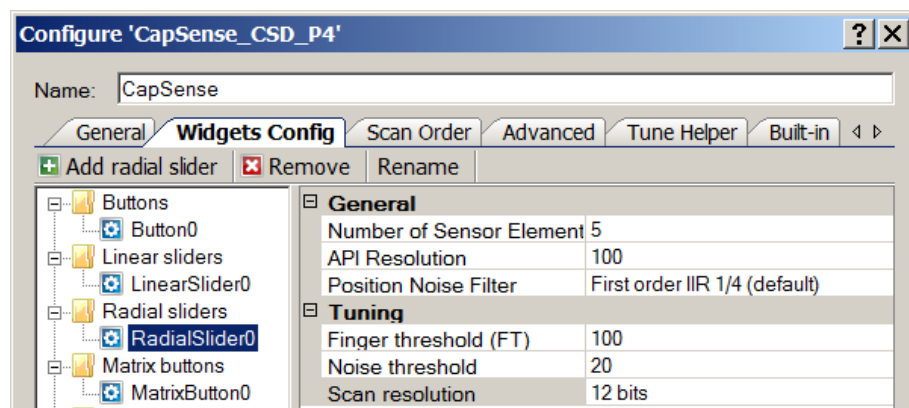 Configure 'CapSense_CSD_P4'
Name: CapSense
General Widgets Config Scan Order Advanced Tune Helper Built-in
Add radial slider Remove Rename
Buttons
Button0
Linear sliders
LinearSlider0
Radial sliders
RadialSlider0
Matrix buttons
MatrixButton0
General
Number of Sensor Element 5
API Resolution 100
Position Noise Filter First order IIR 1/4 (default)
Tuning
Finger threshold (FT) 100
Noise threshold 20
Scan resolution 12 bits